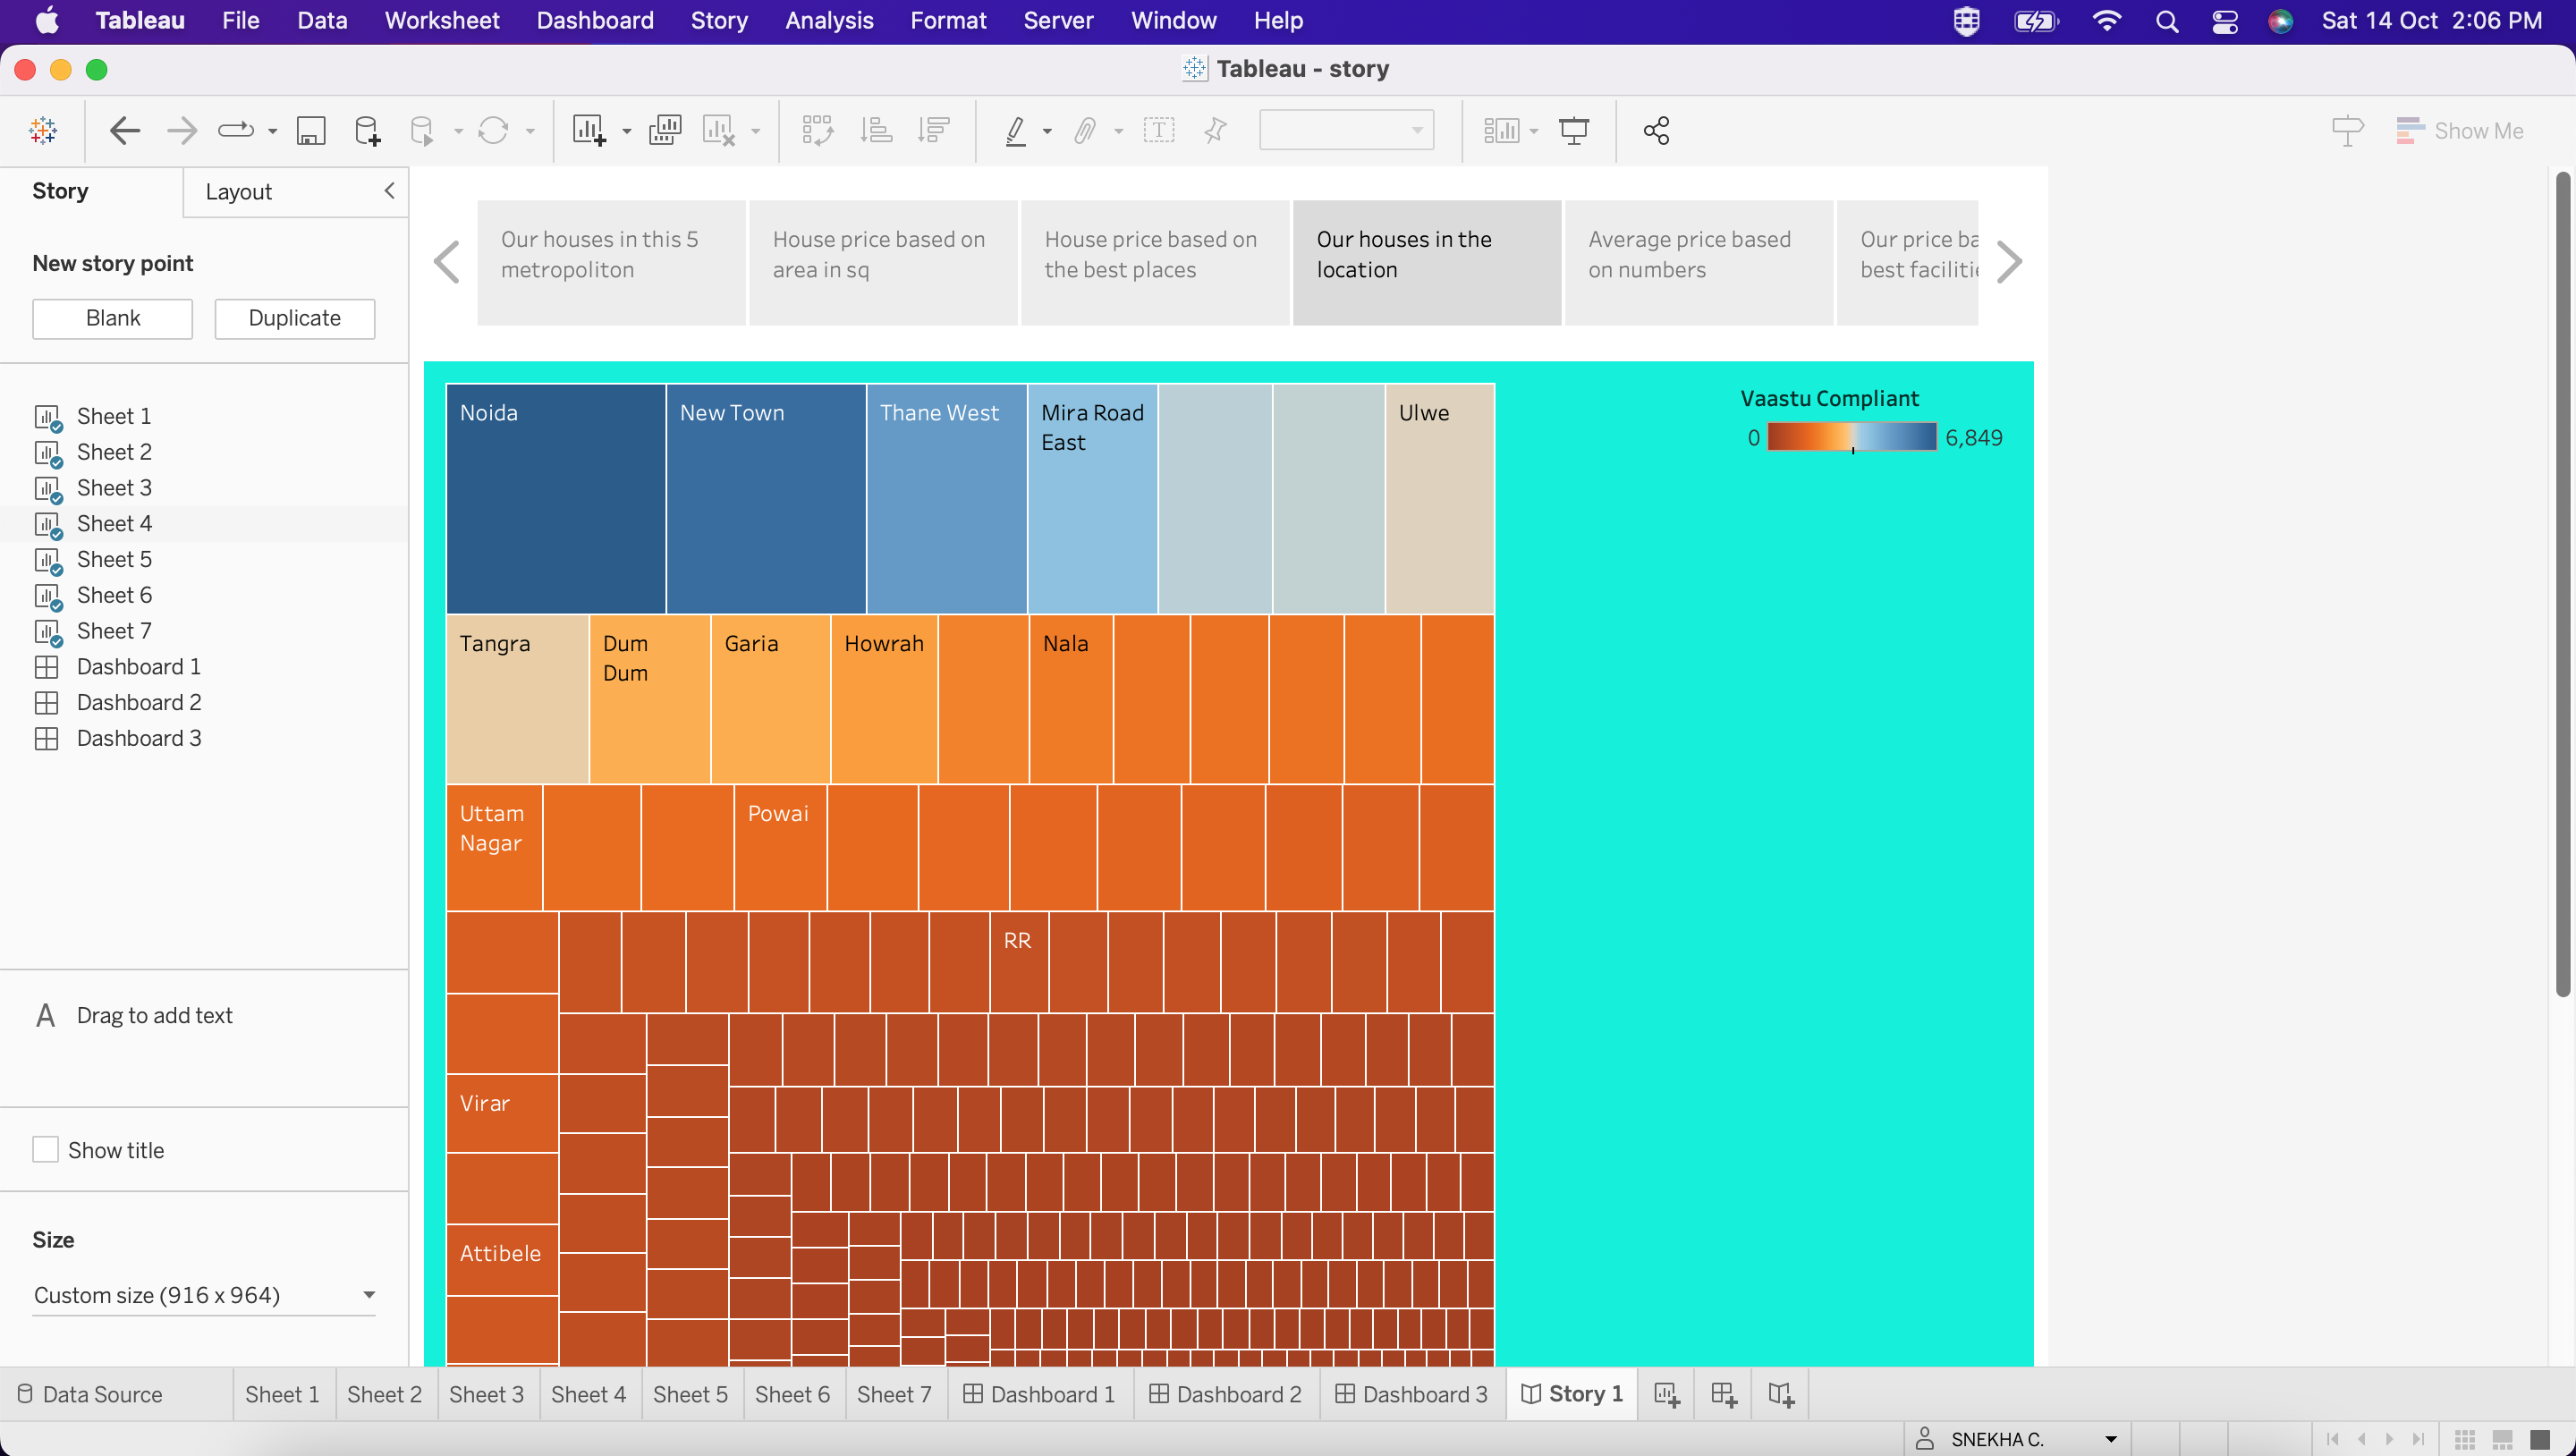 Tableau File Data Worksheet Dashboard Story Analysis Format Server Window Help Sat 14 Oct 2:06 PM
Tableau - story
Show Me
Story Layout
New story point
Blank Duplicate
Sheet 1
Sheet 2
Sheet 3
Sheet 4
Sheet 5
Sheet 6
Sheet 7
Dashboard 1
Dashboard 2
Dashboard 3
A Drag to add text
Show title
Size
Custom size (916 x 964)
Our houses in this 5
metropoliton
House price based on
area in sq
House price based on
the best places
Our houses in the
location
Average price based
on numbers
Our price ba
best faciliti
Noida New Town Thane West Mira Road
East
Ulwe
Tangra Dum
Dum
Garia Howrah Nala
Uttam
Nagar
Powai
RR
Virar
Attibele
Vaastu Compliant
0 6,849
Data Source Sheet 1 Sheet 2 Sheet 3 Sheet 4 Sheet 5 Sheet 6 Sheet 7 Dashboard 1 Dashboard 2 Dashboard 3 Story 1
SNEKHA C.